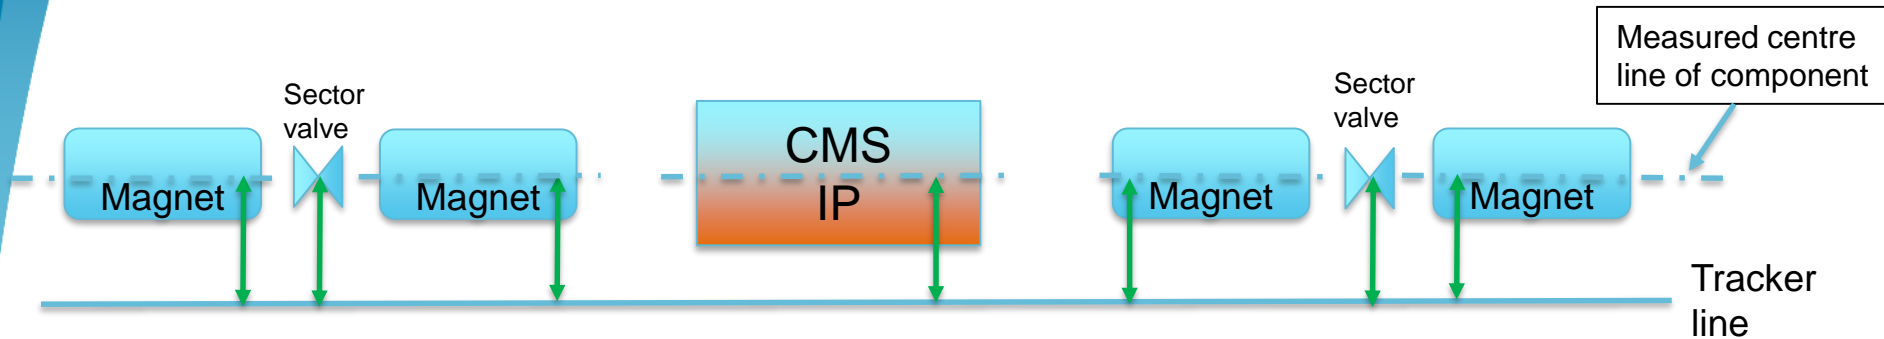 Measured centre
line of component
Sector
valve
Sector
valve
Magnet
Magnet
CMS
IP
Magnet
Magnet
Tracker
line